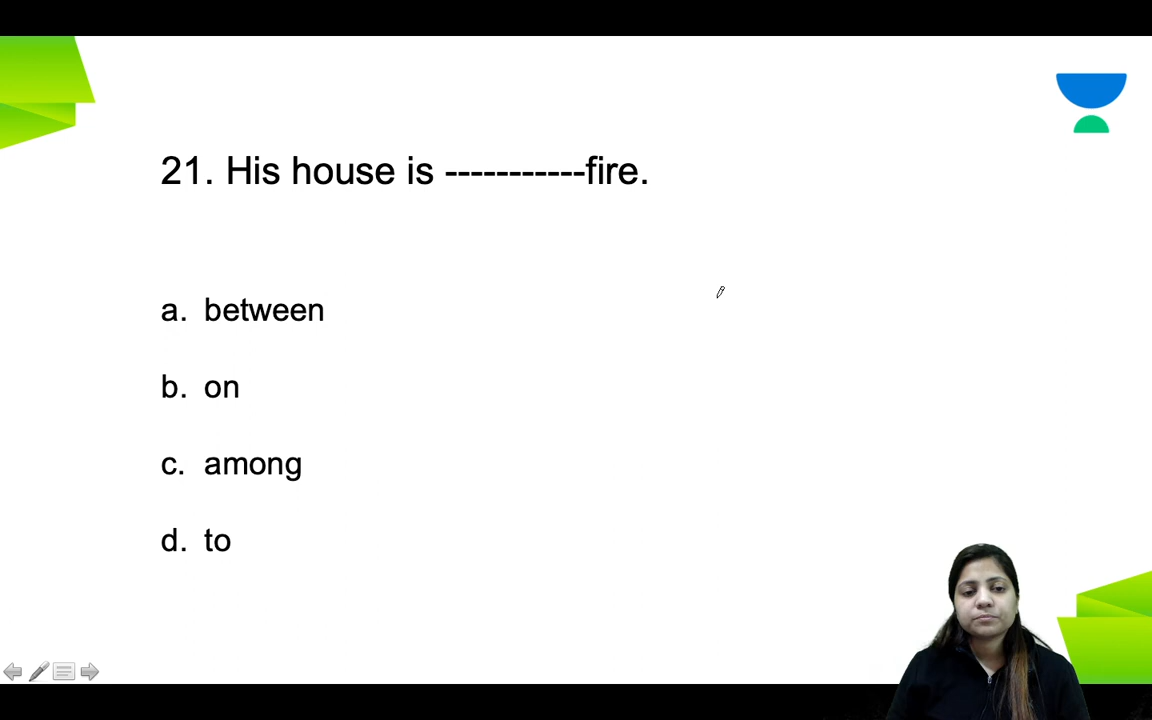 21. His house is -----------fire.
a. between
b. on
c. among
d. to